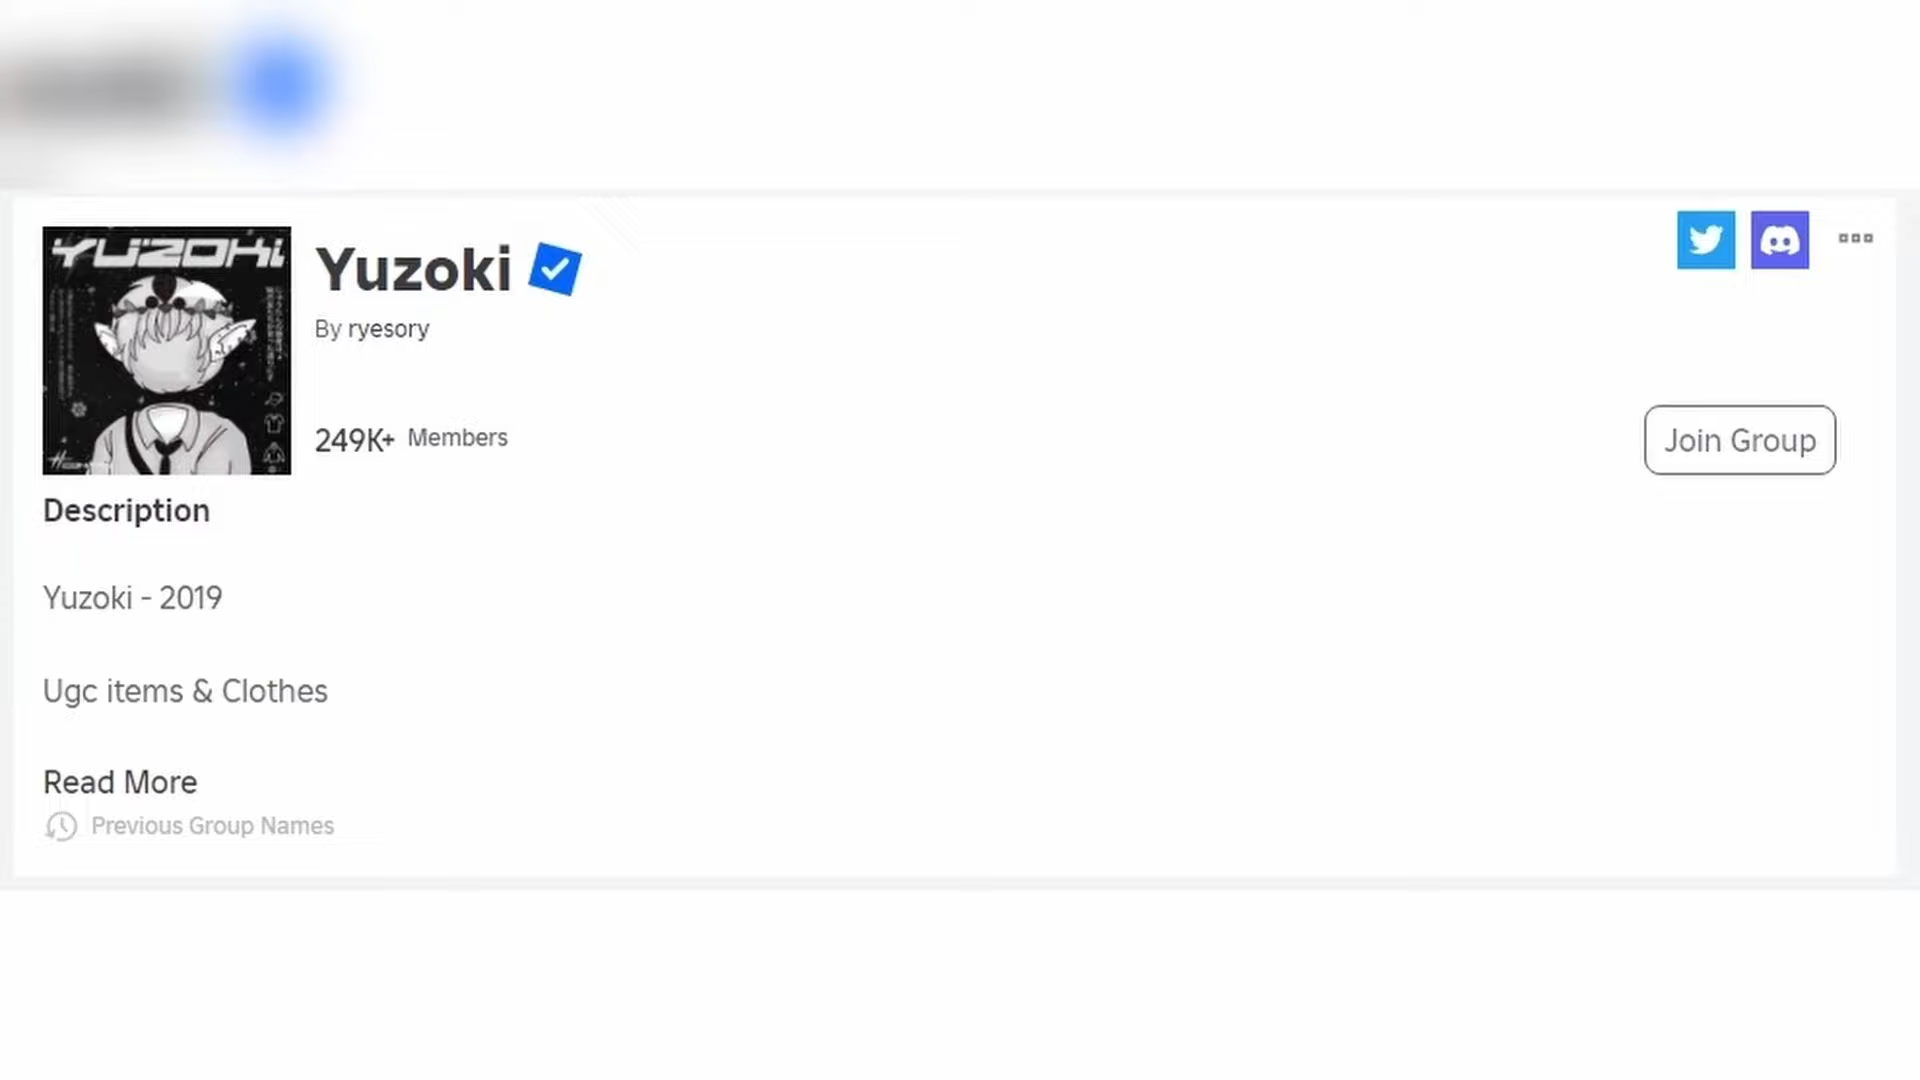 YUZOKI
Yuzoki
By ryesory
249K+ Members
Join Group
Description
Yuzoki - 2019
Ugc items & Clothes
Read More
Previous Group Names